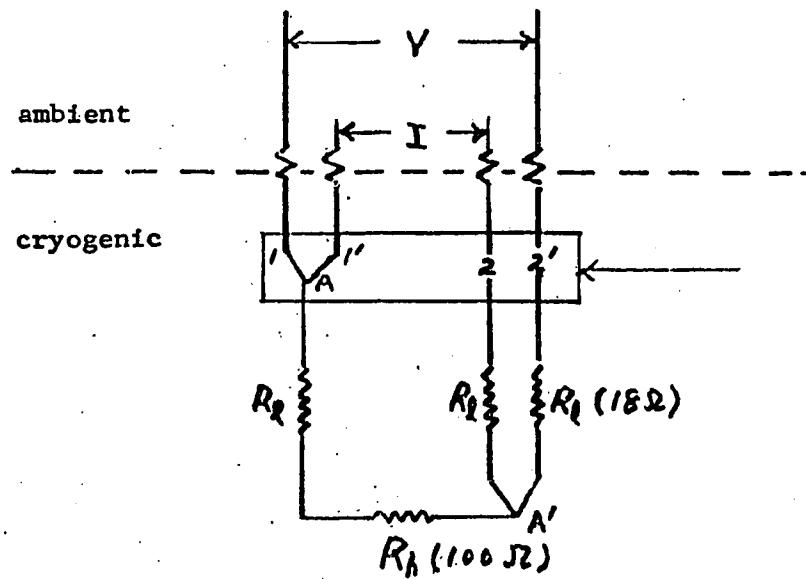 V
ambient
I
cryogenic
1 1' 2 2'
A
Rℓ Rℓ Rℓ (18Ω)
A'
Rh (100 Ω)